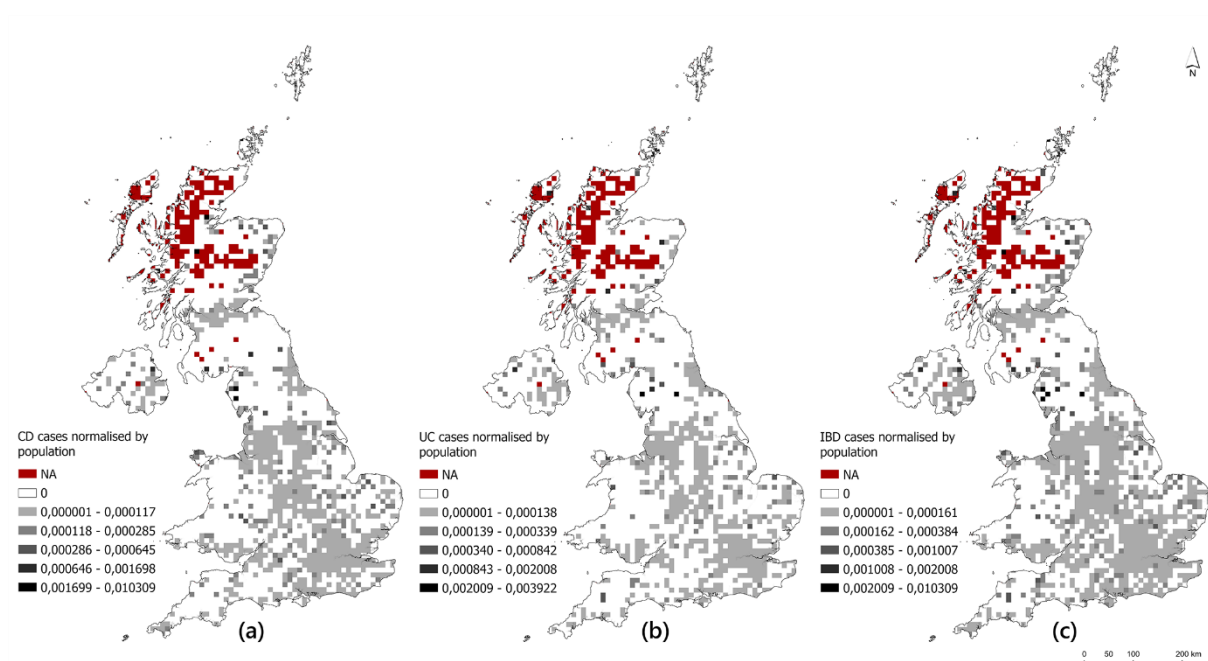 N
CD cases normalised by
population
NA
0
0,000001 - 0,000117
0,000118 - 0,000285
0,000286 - 0,000645
0,000646 - 0,001698
0,001699 - 0,010309
(a)
UC cases normalised by
population
NA
0
0,000001 - 0,000138
0,000139 - 0,000339
0,000340 - 0,000842
0,000843 - 0,002008
0,002009 - 0,003922
(b)
IBD cases normalised by
population
NA
0
0,000001 - 0,000161
0,000162 - 0,000384
0,000385 - 0,001007
0,001008 - 0,002008
0,002009 - 0,010309
(c)
0 50 100 200 km